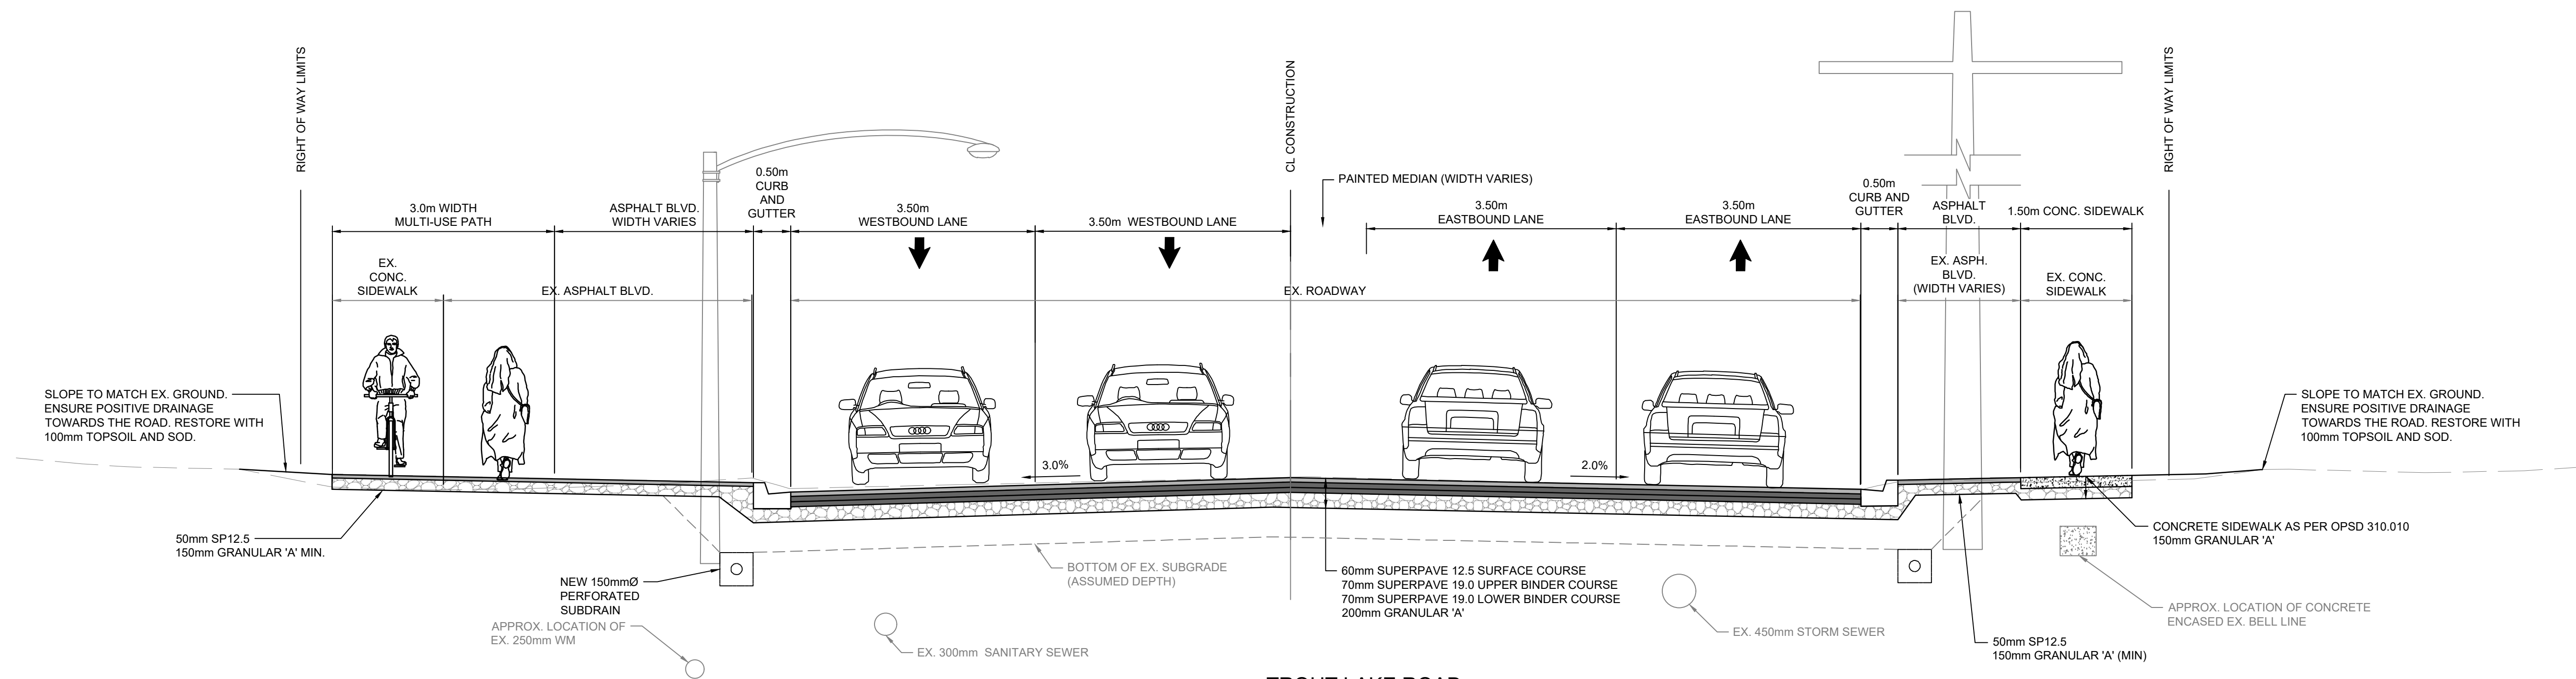 RIGHT OF WAY LIMITS
CL CONSTRUCTION
RIGHT OF WAY LIMITS
3.0m WIDTH
MULTI-USE PATH
ASPHALT BLVD.
WIDTH VARIES
0.50m
CURB
AND
GUTTER
3.50m
WESTBOUND LANE
3.50m WESTBOUND LANE
PAINTED MEDIAN (WIDTH VARIES)
3.50m
EASTBOUND LANE
3.50m
EASTBOUND LANE
0.50m
CURB AND
GUTTER
ASPHALT
BLVD.
1.50m CONC. SIDEWALK
EX.
CONC.
SIDEWALK
EX. ASPHALT BLVD.
EX. ROADWAY
EX. ASPH.
BLVD.
(WIDTH VARIES)
EX. CONC.
SIDEWALK
SLOPE TO MATCH EX. GROUND.
ENSURE POSITIVE DRAINAGE
TOWARDS THE ROAD. RESTORE WITH
100mm TOPSOIL AND SOD.
3.0%
2.0%
SLOPE TO MATCH EX. GROUND.
ENSURE POSITIVE DRAINAGE
TOWARDS THE ROAD. RESTORE WITH
100mm TOPSOIL AND SOD.
50mm SP12.5
150mm GRANULAR 'A' MIN.
NEW 150mmØ
PERFORATED
SUBDRAIN
APPROX. LOCATION OF
EX. 250mm WM
EX. 300mm SANITARY SEWER
BOTTOM OF EX. SUBGRADE
(ASSUMED DEPTH)
60mm SUPERPAVE 12.5 SURFACE COURSE
70mm SUPERPAVE 19.0 UPPER BINDER COURSE
70mm SUPERPAVE 19.0 LOWER BINDER COURSE
200mm GRANULAR 'A'
EX. 450mm STORM SEWER
CONCRETE SIDEWALK AS PER OPSD 310.010
150mm GRANULAR 'A'
APPROX. LOCATION OF CONCRETE
ENCASED EX. BELL LINE
50mm SP12.5
150mm GRANULAR 'A' (MIN)
TROUT LAKE ROAD